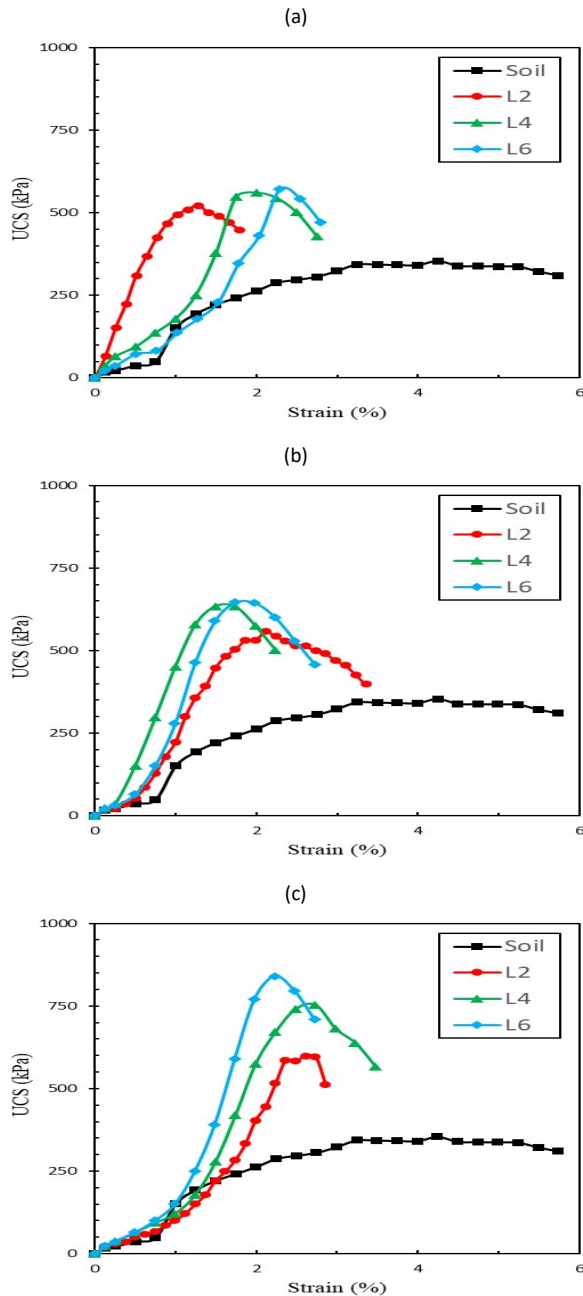 (a)
1000
750
500
250
0
UCS (kPa)
Soil
L2
L4
L6
0 2 4 6
Strain (%)
(b)
1000
750
500
250
0
UCS (kPa)
Soil
L2
L4
L6
0 2 4 6
Strain (%)
(c)
1000
750
500
250
0
UCS (kPa)
Soil
L2
L4
L6
0 2 4 6
Strain (%)